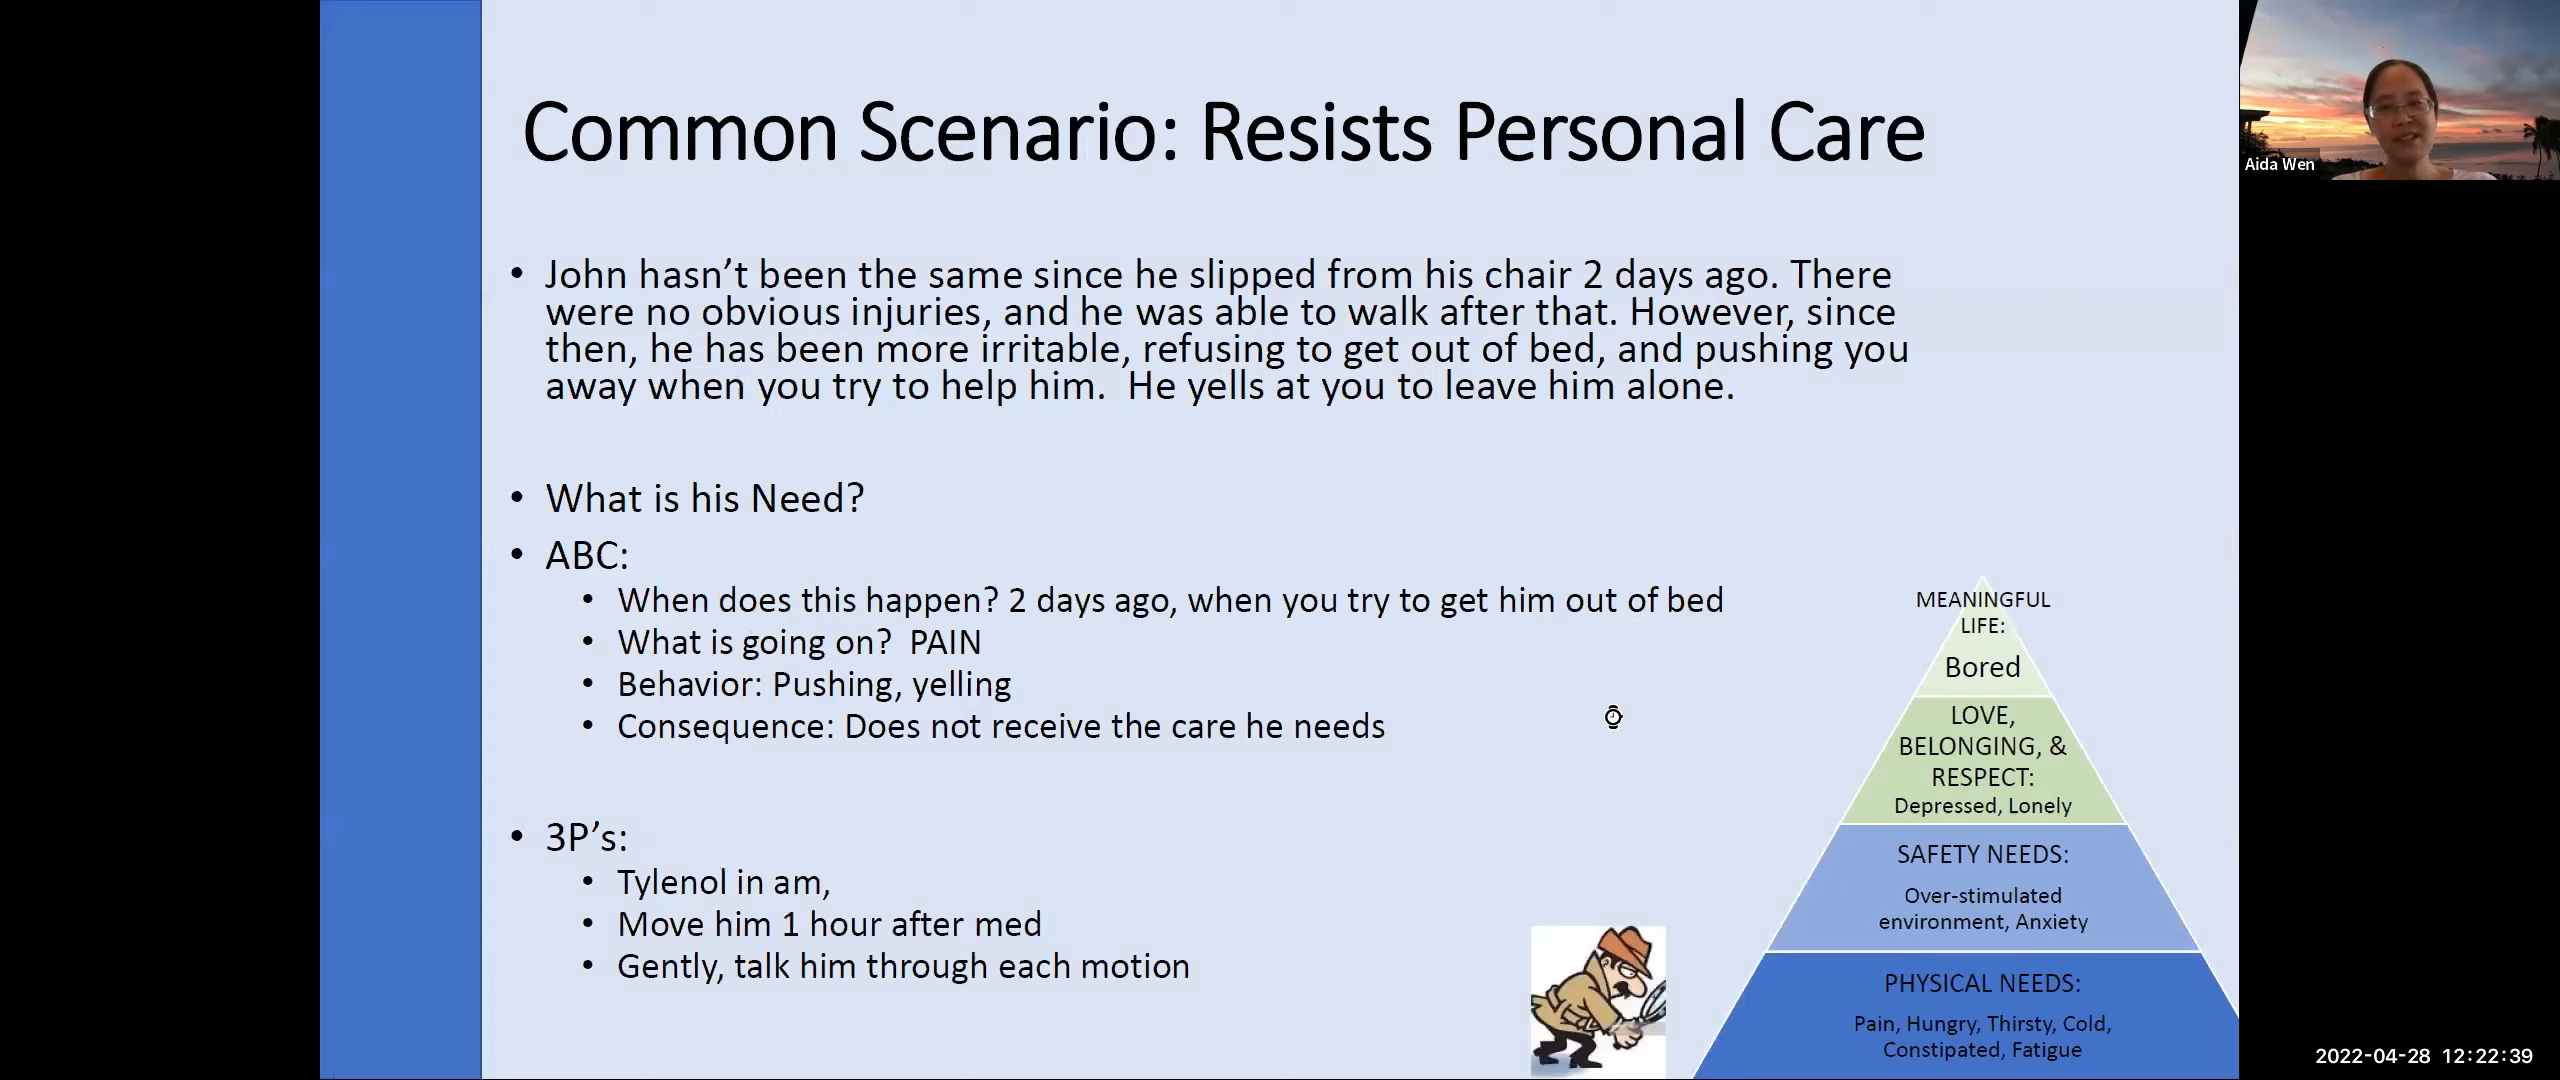 Common Scenario: Resists Personal Care
• John hasn’t been the same since he slipped from his chair 2 days ago. There
were no obvious injuries, and he was able to walk after that. However, since
then, he has been more irritable, refusing to get out of bed, and pushing you
away when you try to help him.  He yells at you to leave him alone.
• What is his Need?
• ABC:
• When does this happen? 2 days ago, when you try to get him out of bed
• What is going on?  PAIN
• Behavior: Pushing, yelling
• Consequence: Does not receive the care he needs
• 3P’s:
• Tylenol in am,
• Move him 1 hour after med
• Gently, talk him through each motion
MEANINGFUL
LIFE:
Bored
LOVE,
BELONGING, &
RESPECT:
Depressed, Lonely
SAFETY NEEDS:
Over-stimulated
environment, Anxiety
PHYSICAL NEEDS:
Pain, Hungry, Thirsty, Cold,
Constipated, Fatigue
Aida Wen
2022-04-28 12:22:39